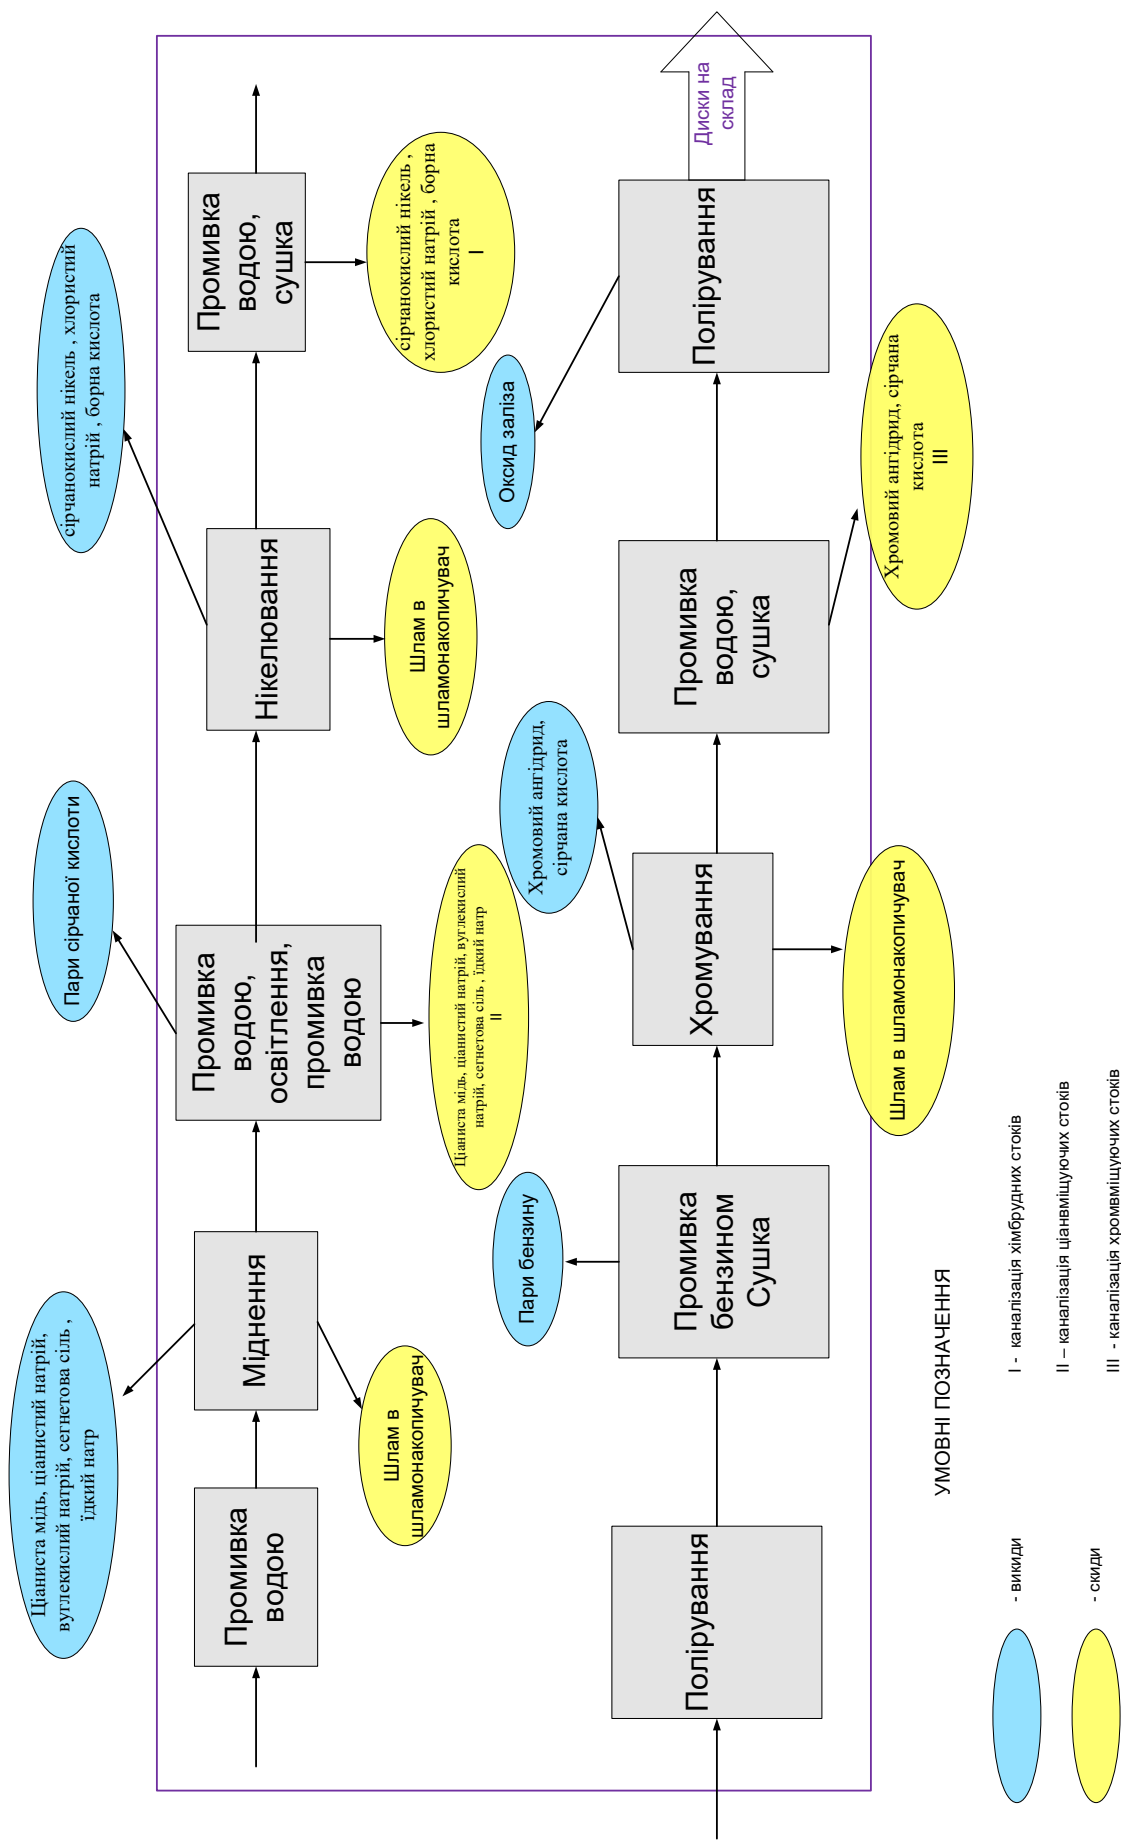 Ціаниста мідь, ціанистий натрій,
вуглекислий натрій, сегнетова сіль ,
їдкий натр
Пари сірчаної кислоти
сірчанокислий нікель , хлористий
натрій , борна кислота
Промивка
водою
Міднення
Промивка
водою,
освітлення,
промивка
водою
Нікелювання
Промивка
водою,
сушка
Шлам в
шламонакопичувач
Ціаниста мідь, ціанистий натрій, вуглекислий
натрій, сегнетова сіль , їдкий натр
II
Шлам в
шламонакопичувач
сірчанокислий нікель ,
хлористий натрій , борна
кислота
I
Пари бензину
Хромовий ангідрид,
сірчана кислота
Оксид заліза
Полірування
Промивка
бензином
Сушка
Хромування
Промивка
водою,
сушка
Полірування
Диски на
склад
Шлам в шламонакопичувач
Хромовий ангідрид, сірчана
кислота
III
УМОВНІ ПОЗНАЧЕННЯ
- викиди
- скиди
I - каналізація хімбрудних стоків
II – каналізація ціанвміщуючих стоків
III - каналізація хромвміщуючих стоків